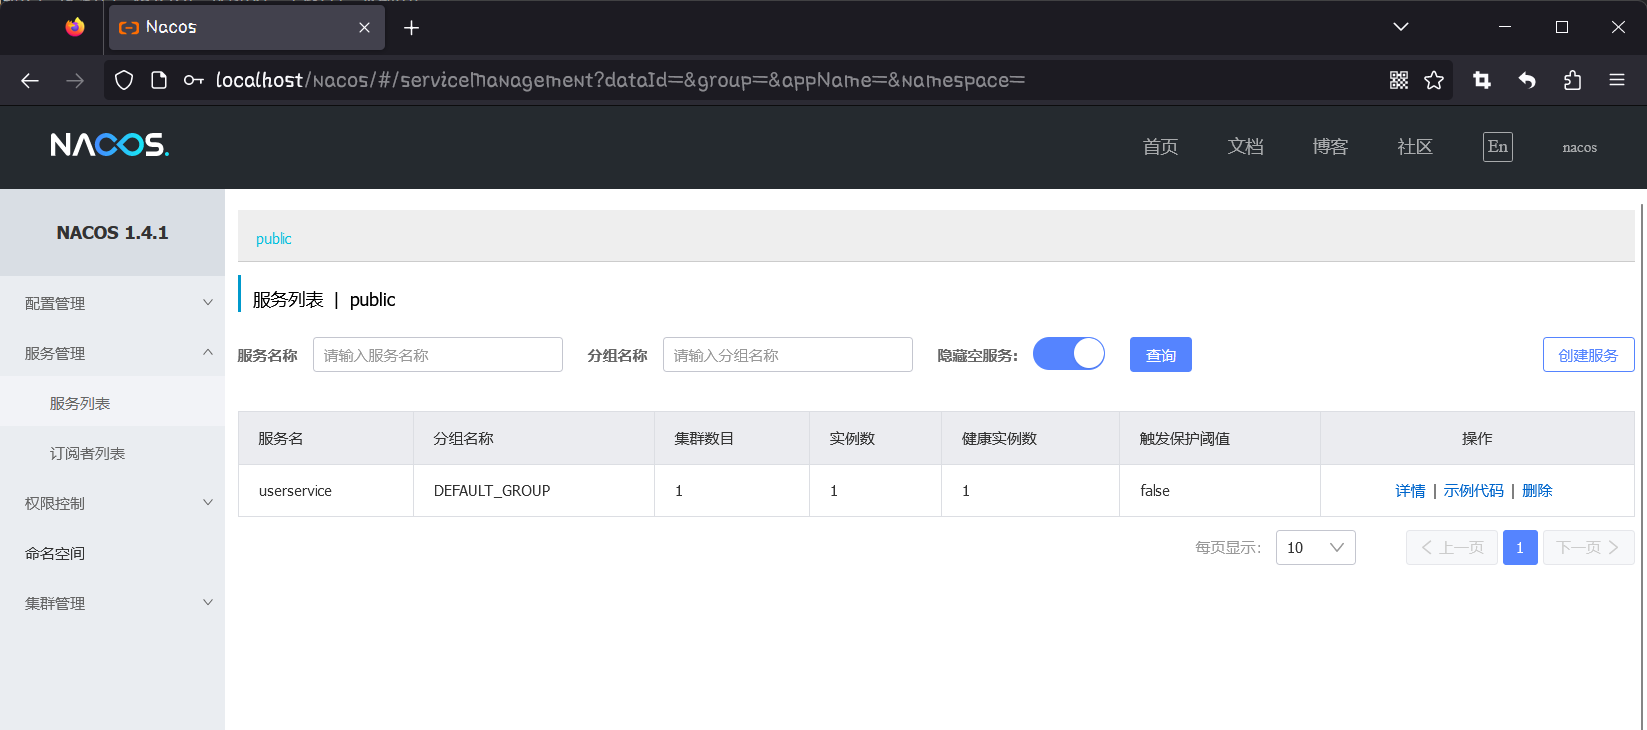 Nacos
localhost/nacos/#/serviceManagement?dataId=&group=&appName=&namespace=
NACOS.
首页 文档 博客 社区 En nacos
NACOS 1.4.1
配置管理
服务管理
服务列表
订阅者列表
权限控制
命名空间
集群管理
public
服务列表 | public
服务名称 请输入服务名称 分组名称 请输入分组名称 隐藏空服务: 查询 创建服务
服务名 分组名称 集群数目 实例数 健康实例数 触发保护阈值 操作
userservice DEFAULT_GROUP 1 1 1 false 详情 | 示例代码 | 删除
每页显示: 10 上一页 1 下一页